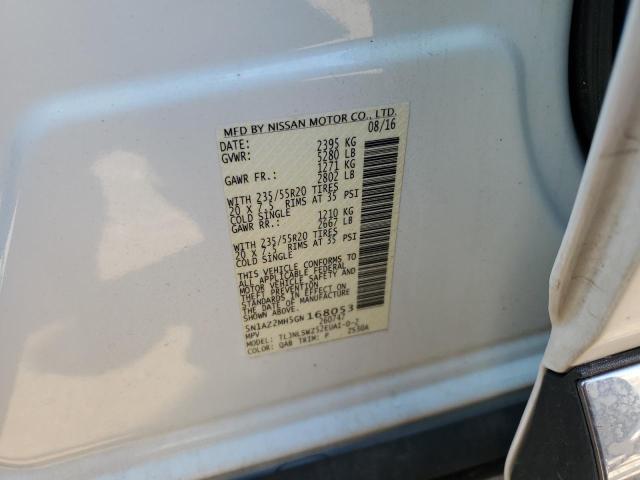 MFD BY NISSAN MOTOR CO., LTD.
DATE: 08/16
GVWR: 2395 KG
5280 LB
GAWR FR.: 1271 KG
2802 LB
WITH 235/55R20 TIRES
20 X 7.5 RIMS AT 35 PSI
COLD SINGLE
GAWR RR.: 1210 KG
2667 LB
WITH 235/55R20 TIRES
20 X 7.5 RIMS AT 35 PSI
COLD SINGLE
THIS VEHICLE CONFORMS TO
ALL APPLICABLE FEDERAL
MOTOR VEHICLE SAFETY
STANDARDS IN EFFECT ON
THE DATE OF MANUFACTURE
SHOWN ABOVE.
5N1AZ2MH5GN168053
MPV 260747
MODEL: TLJNLSWZ52EUAI-D-Z
COLOR: QAB TRIM: P Z530A